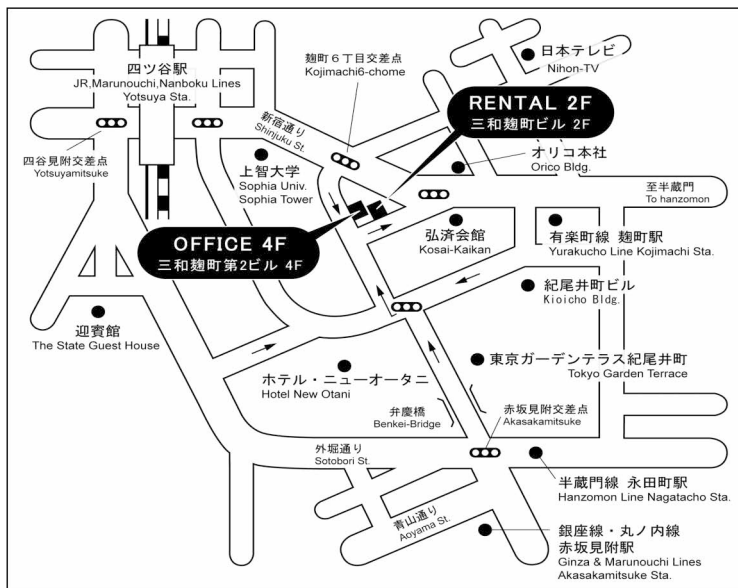 四ツ谷駅
JR,Marunouchi,Nanboku Lines
Yotsuya Sta.
麹町6丁目交差点
Kojimachi6-chome
日本テレビ
Nihon-TV
RENTAL 2F
三和麹町ビル 2F
新宿通り
Shinjuku St.
四谷見附交差点
Yotsuyamitsuke
上智大学
Sophia Univ.
Sophia Tower
オリコ本社
Orico Bldg.
至半蔵門
To hanzomon
OFFICE 4F
三和麹町第2ビル 4F
弘済会館
Kosai-Kaikan
有楽町線 麹町駅
Yurakucho Line Kojimachi Sta.
紀尾井町ビル
Kioicho Bldg.
迎賓館
The State Guest House
東京ガーデンテラス紀尾井町
Tokyo Garden Terrace
ホテル・ニューオータニ
Hotel New Otani
弁慶橋
Benkei-Bridge
赤坂見附交差点
Akasakamitsuke
外堀通り
Sotobori St.
半蔵門線 永田町駅
Hanzomon Line Nagatacho Sta.
青山通り
Aoyama St.
銀座線・丸ノ内線
赤坂見附駅
Ginza & Marunouchi Lines
Akasakamitsuke Sta.